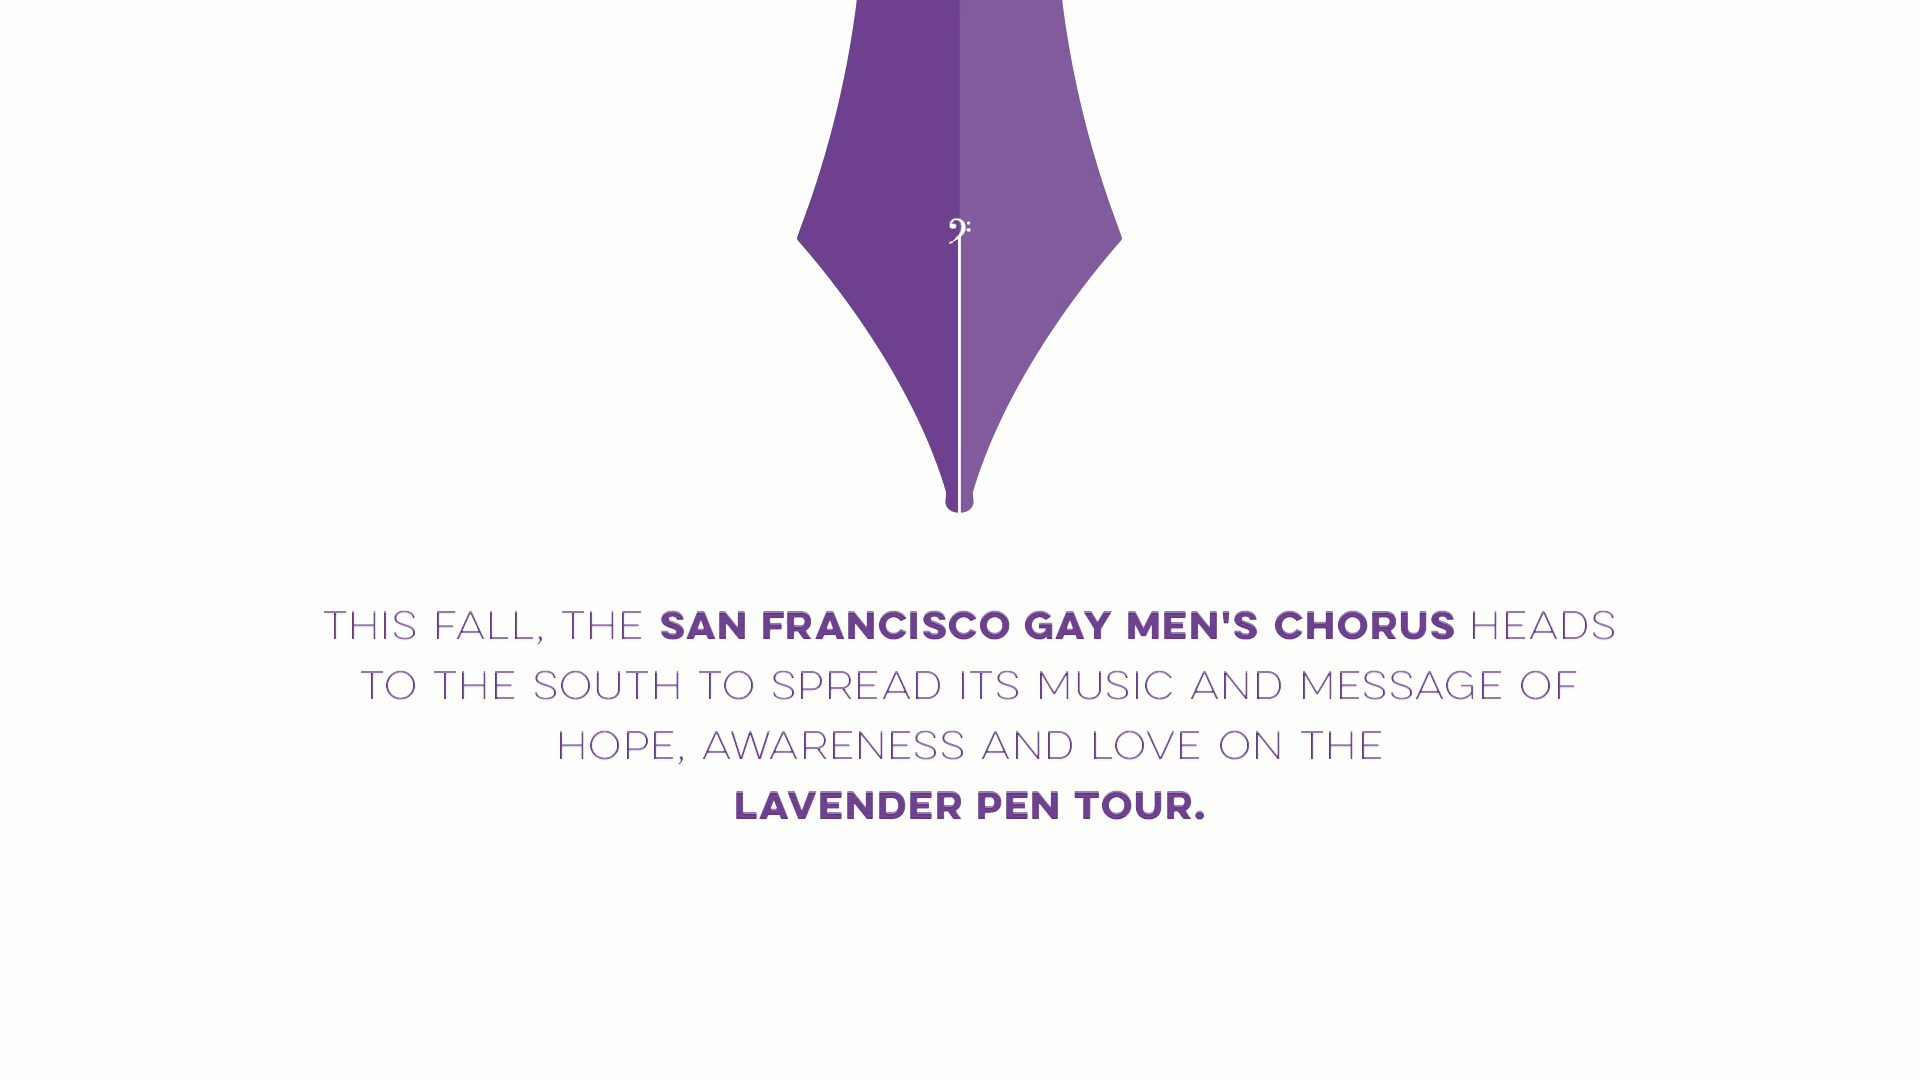 THIS FALL, THE SAN FRANCISCO GAY MEN'S CHORUS HEADS
TO THE SOUTH TO SPREAD ITS MUSIC AND MESSAGE OF
HOPE, AWARENESS AND LOVE ON THE
LAVENDER PEN TOUR.